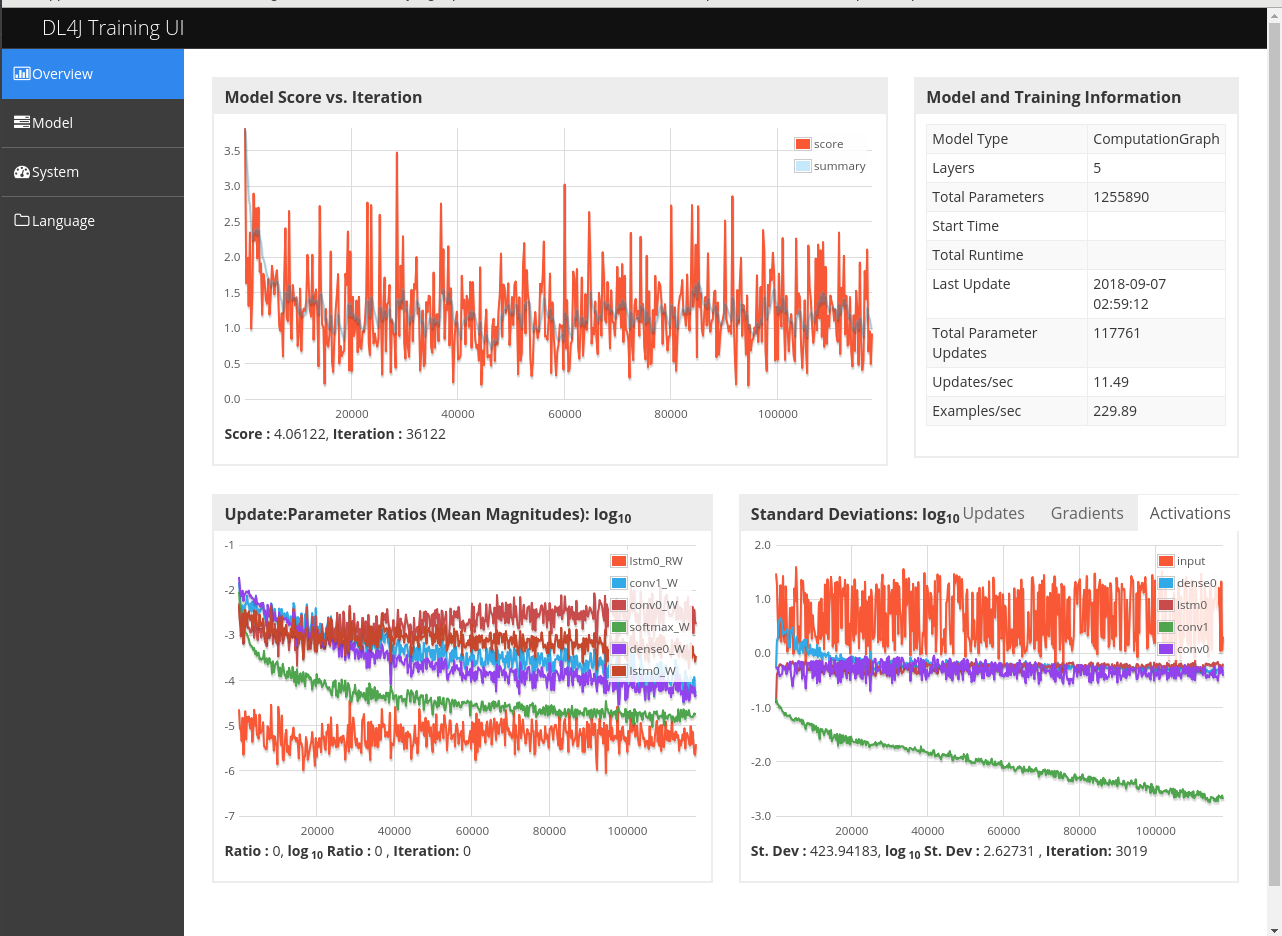 DL4J Training UI
Overview
Model
System
Language
Model Score vs. Iteration
3.5
3.0
2.5
2.0
1.5
1.0
0.5
0.0
20000 40000 60000 80000 100000
score
summary
Score : 4.06122, Iteration : 36122
Model and Training Information
Model Type ComputationGraph
Layers 5
Total Parameters 1255890
Start Time
Total Runtime
Last Update 2018-09-07
02:59:12
Total Parameter 117761
Updates
Updates/sec 11.49
Examples/sec 229.89
Update:Parameter Ratios (Mean Magnitudes): log10
-1
-2
-3
-4
-5
-6
-7
20000 40000 60000 80000 100000
lstm0_RW
conv1_W
conv0_W
softmax_W
dense0_W
lstm0_W
Ratio : 0, log 10 Ratio : 0 , Iteration: 0
Standard Deviations: log10 Updates Gradients Activations
2.0
1.0
0.0
-1.0
-2.0
-3.0
20000 40000 60000 80000 100000
input
dense0
lstm0
conv1
conv0
St. Dev : 423.94183, log 10 St. Dev : 2.62731 , Iteration: 3019